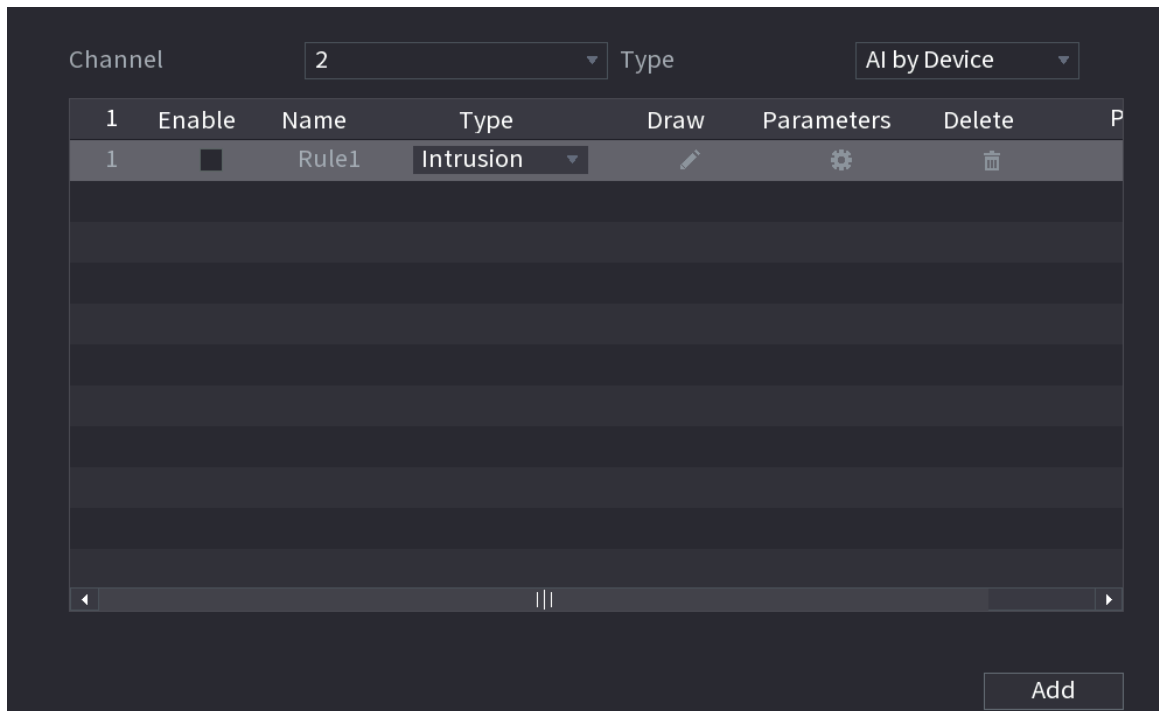 Channel 2 Type AI by Device
1 Enable Name Type Draw Parameters Delete P
1 Rule1 Intrusion
Add